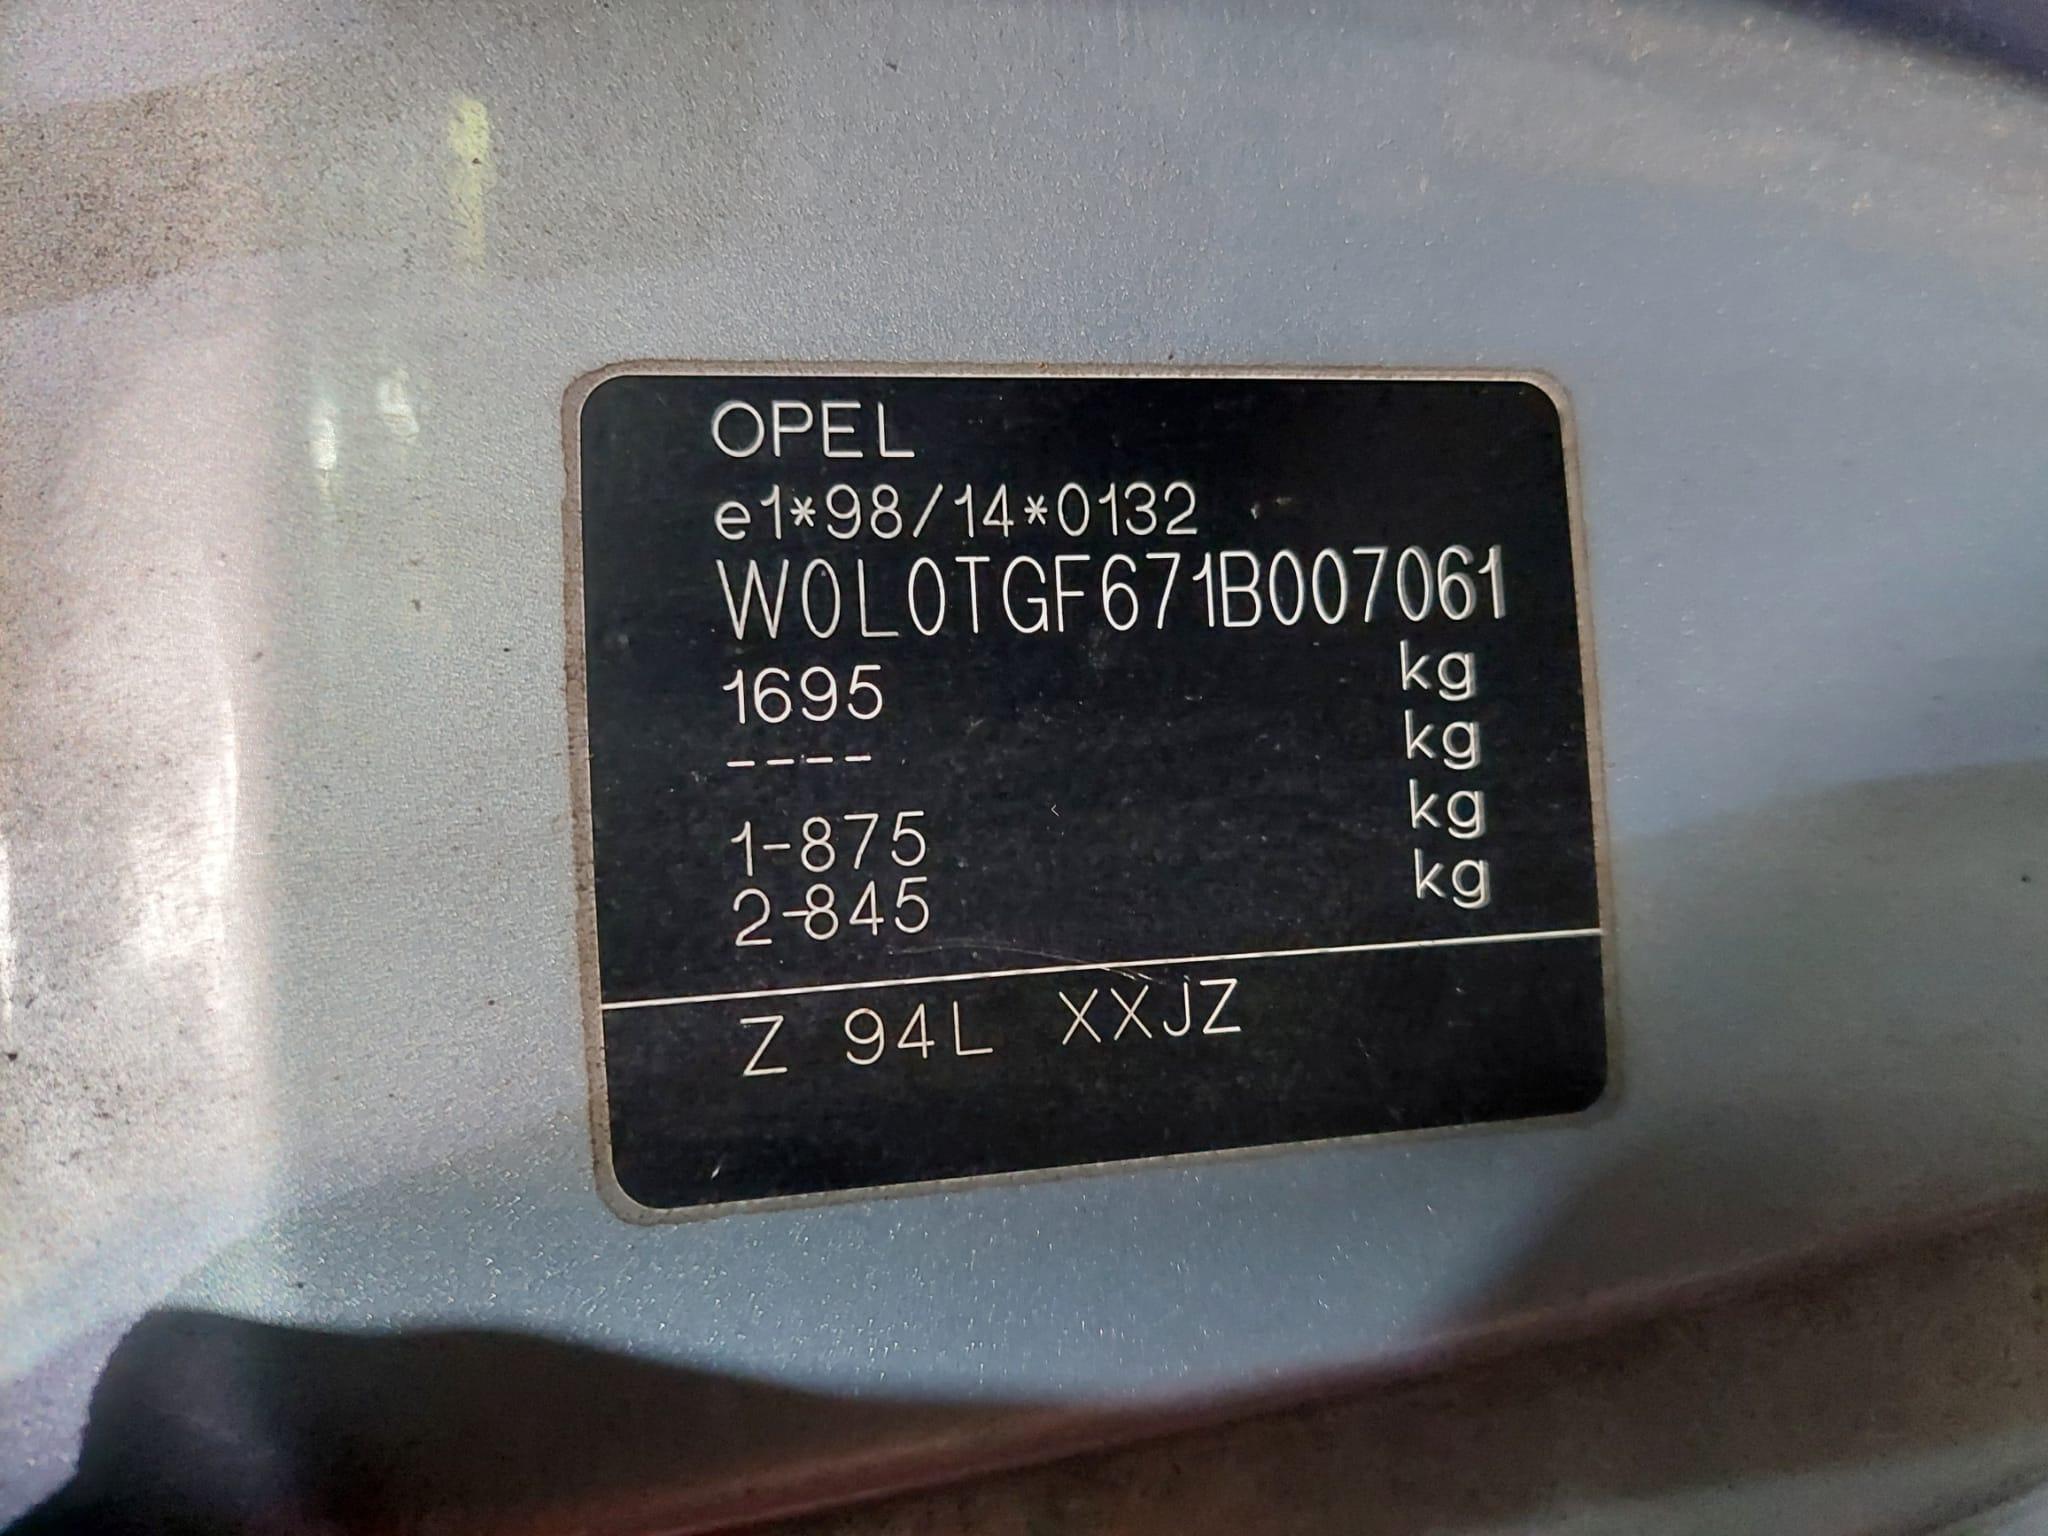 OPEL
e1*98/14*0132
W0L0TGF671B007061
1695 kg
---- kg
1-875 kg
2-845 kg
Z 94L XXJZ